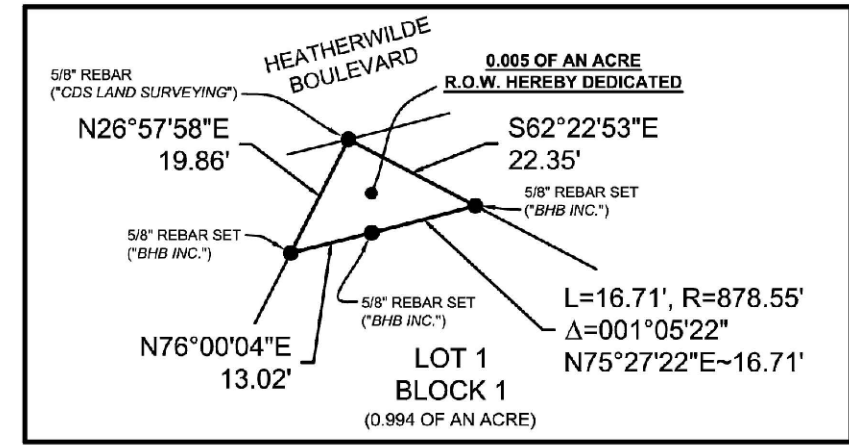 HEATHERWILDE
BOULEVARD
0.005 OF AN ACRE
R.O.W. HEREBY DEDICATED
5/8" REBAR
("CDS LAND SURVEYING")
N26°57'58"E
19.86'
S62°22'53"E
22.35'
5/8" REBAR SET
("BHB INC.")
5/8" REBAR SET
("BHB INC.")
5/8" REBAR SET
("BHB INC.")
L=16.71', R=878.55'
Δ=001°05'22"
N75°27'22"E~16.71'
N76°00'04"E
13.02'
LOT 1
BLOCK 1
(0.994 OF AN ACRE)